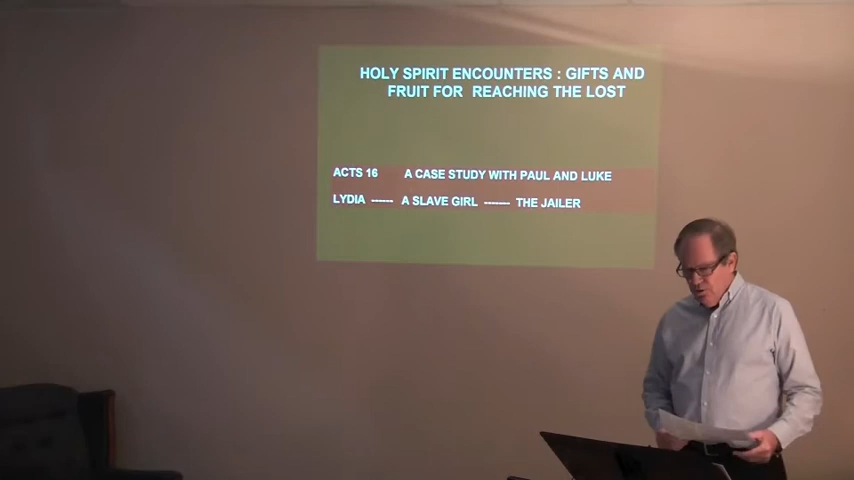 HOLY SPIRIT ENCOUNTERS : GIFTS AND
FRUIT FOR REACHING THE LOST
ACTS 16 A CASE STUDY WITH PAUL AND LUKE
LYDIA ------ A SLAVE GIRL ------- THE JAILER